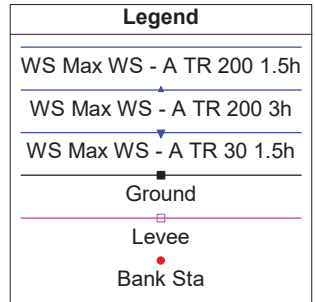 Legend
WS Max WS - A TR 200 1.5h
WS Max WS - A TR 200 3h
WS Max WS - A TR 30 1.5h
Ground
Levee
Bank Sta